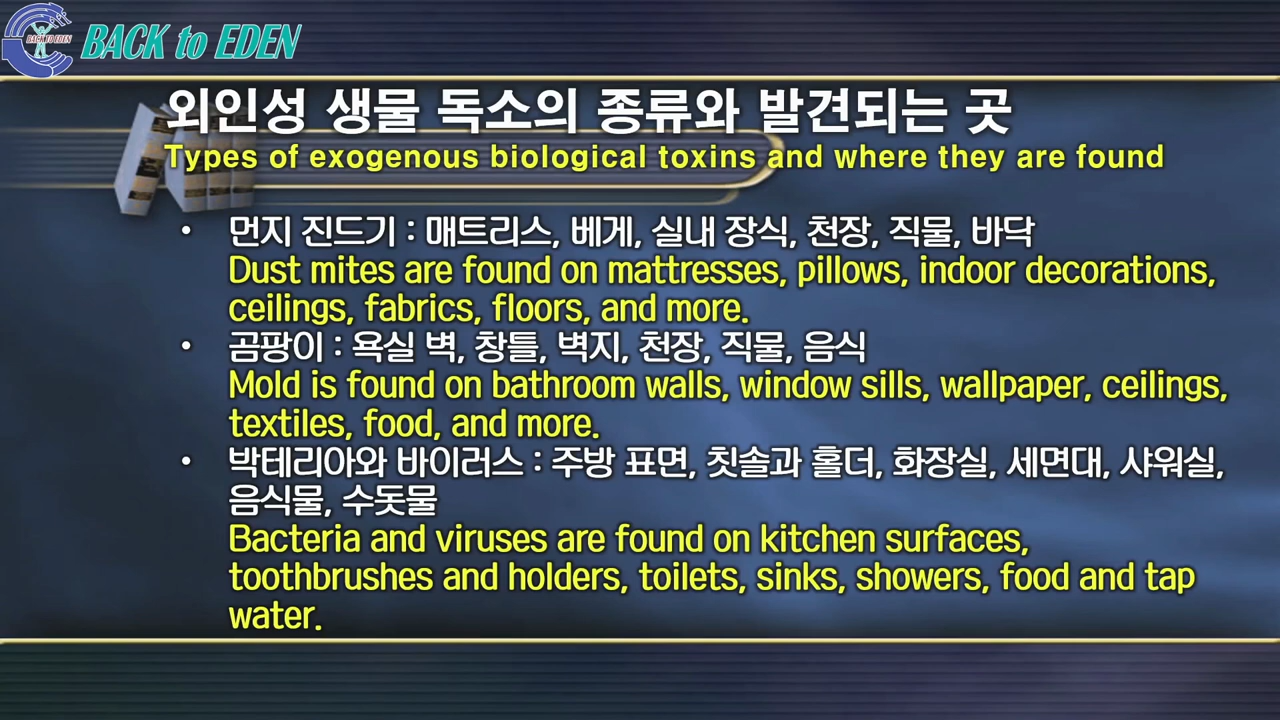 BACK TO EDEN
BACK to EDEN
외인성 생물 독소의 종류와 발견되는 곳
Types of exogenous biological toxins and where they are found
• 먼지 진드기 : 매트리스, 베게, 실내 장식, 천장, 직물, 바닥
Dust mites are found on mattresses, pillows, indoor decorations,
ceilings, fabrics, floors, and more.
• 곰팡이 : 욕실 벽, 창틀, 벽지, 천장, 직물, 음식
Mold is found on bathroom walls, window sills, wallpaper, ceilings,
textiles, food, and more.
• 박테리아와 바이러스 : 주방 표면, 칫솔과 홀더, 화장실, 세면대, 샤워실,
음식물, 수돗물
Bacteria and viruses are found on kitchen surfaces,
toothbrushes and holders, toilets, sinks, showers, food and tap
water.